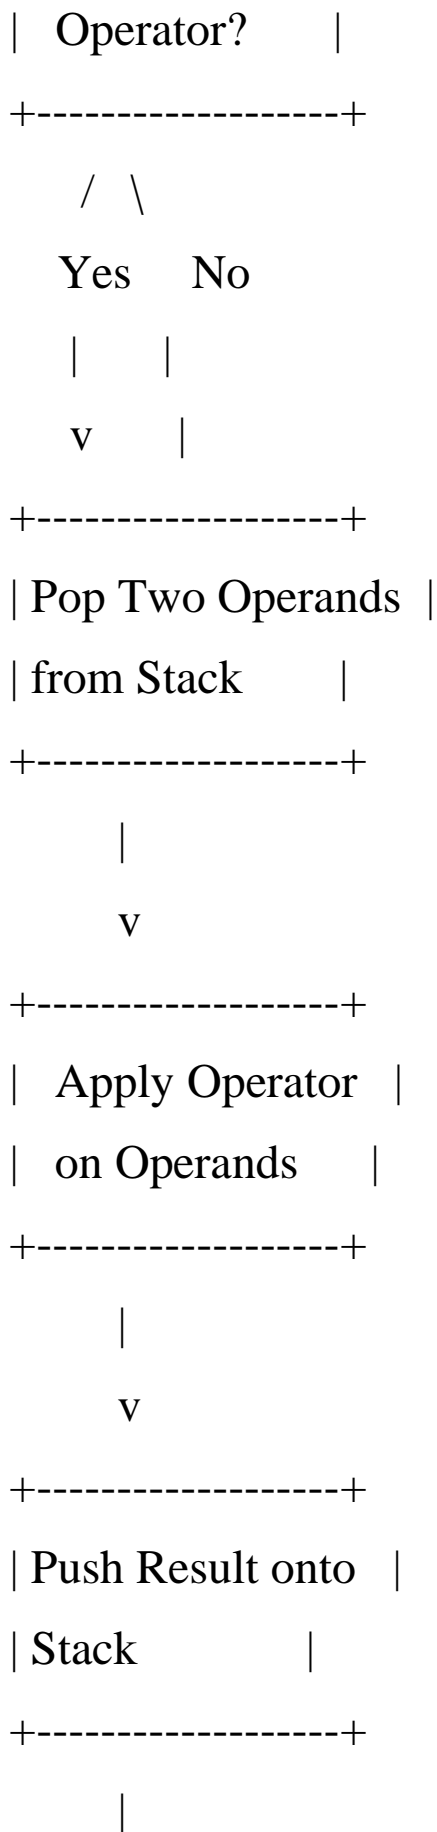 |   Operator?      |
+-------------------+
     /   \
   Yes    No
    |      |
    v      |
+-------------------+
| Pop Two Operands  |
| from Stack       |
+-------------------+
       |
       v
+-------------------+
|   Apply Operator   |
|   on Operands     |
+-------------------+
       |
       v
+-------------------+
| Push Result onto   |
| Stack            |
+-------------------+
       |